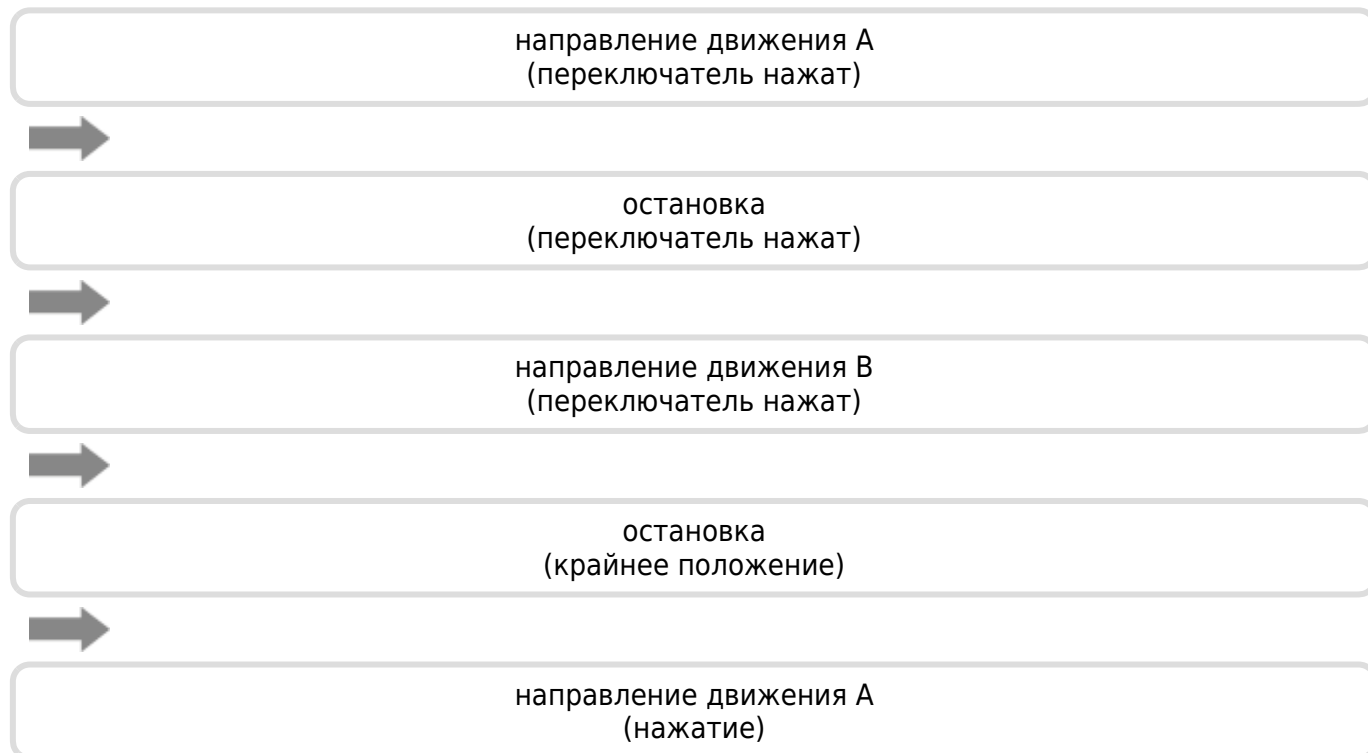 направление движения A
(переключатель нажат)
остановка
(переключатель нажат)
направление движения B
(переключатель нажат)
остановка
(крайнее положение)
направление движения A
(нажатие)